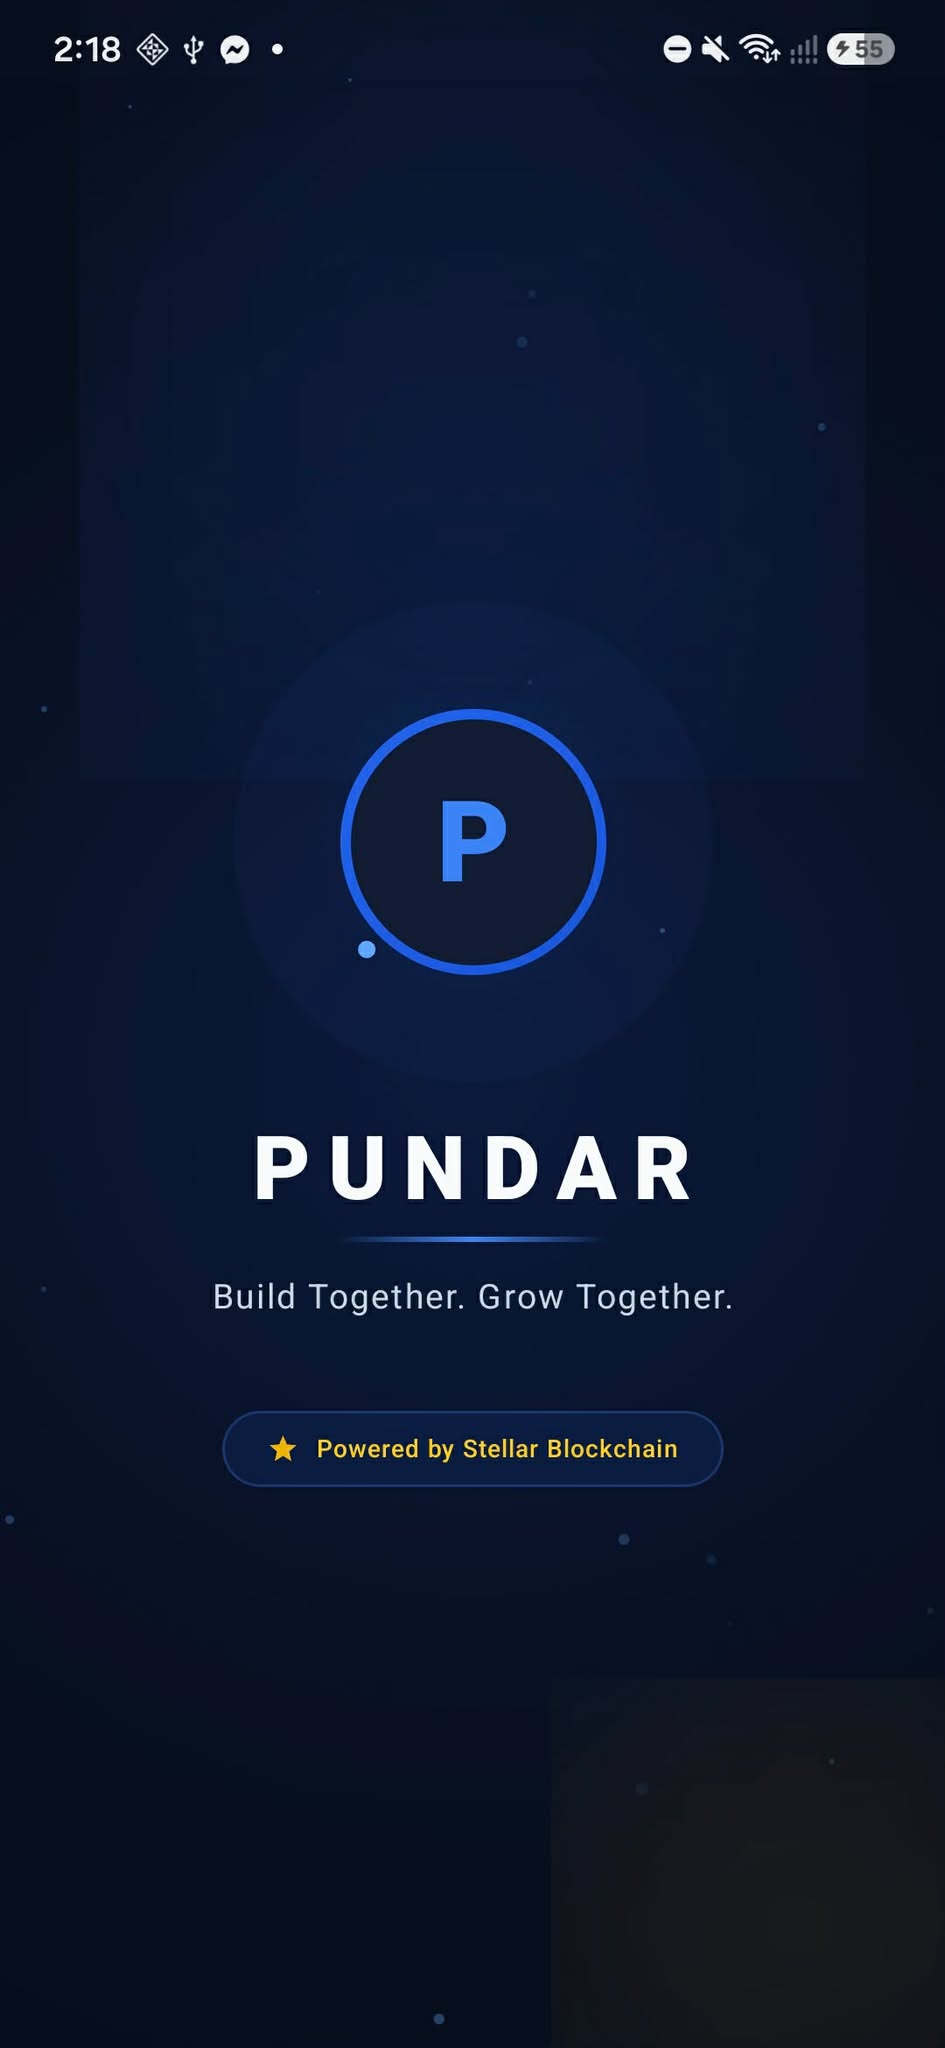 2:18
55
P
PUNDAR
Build Together. Grow Together.
Powered by Stellar Blockchain